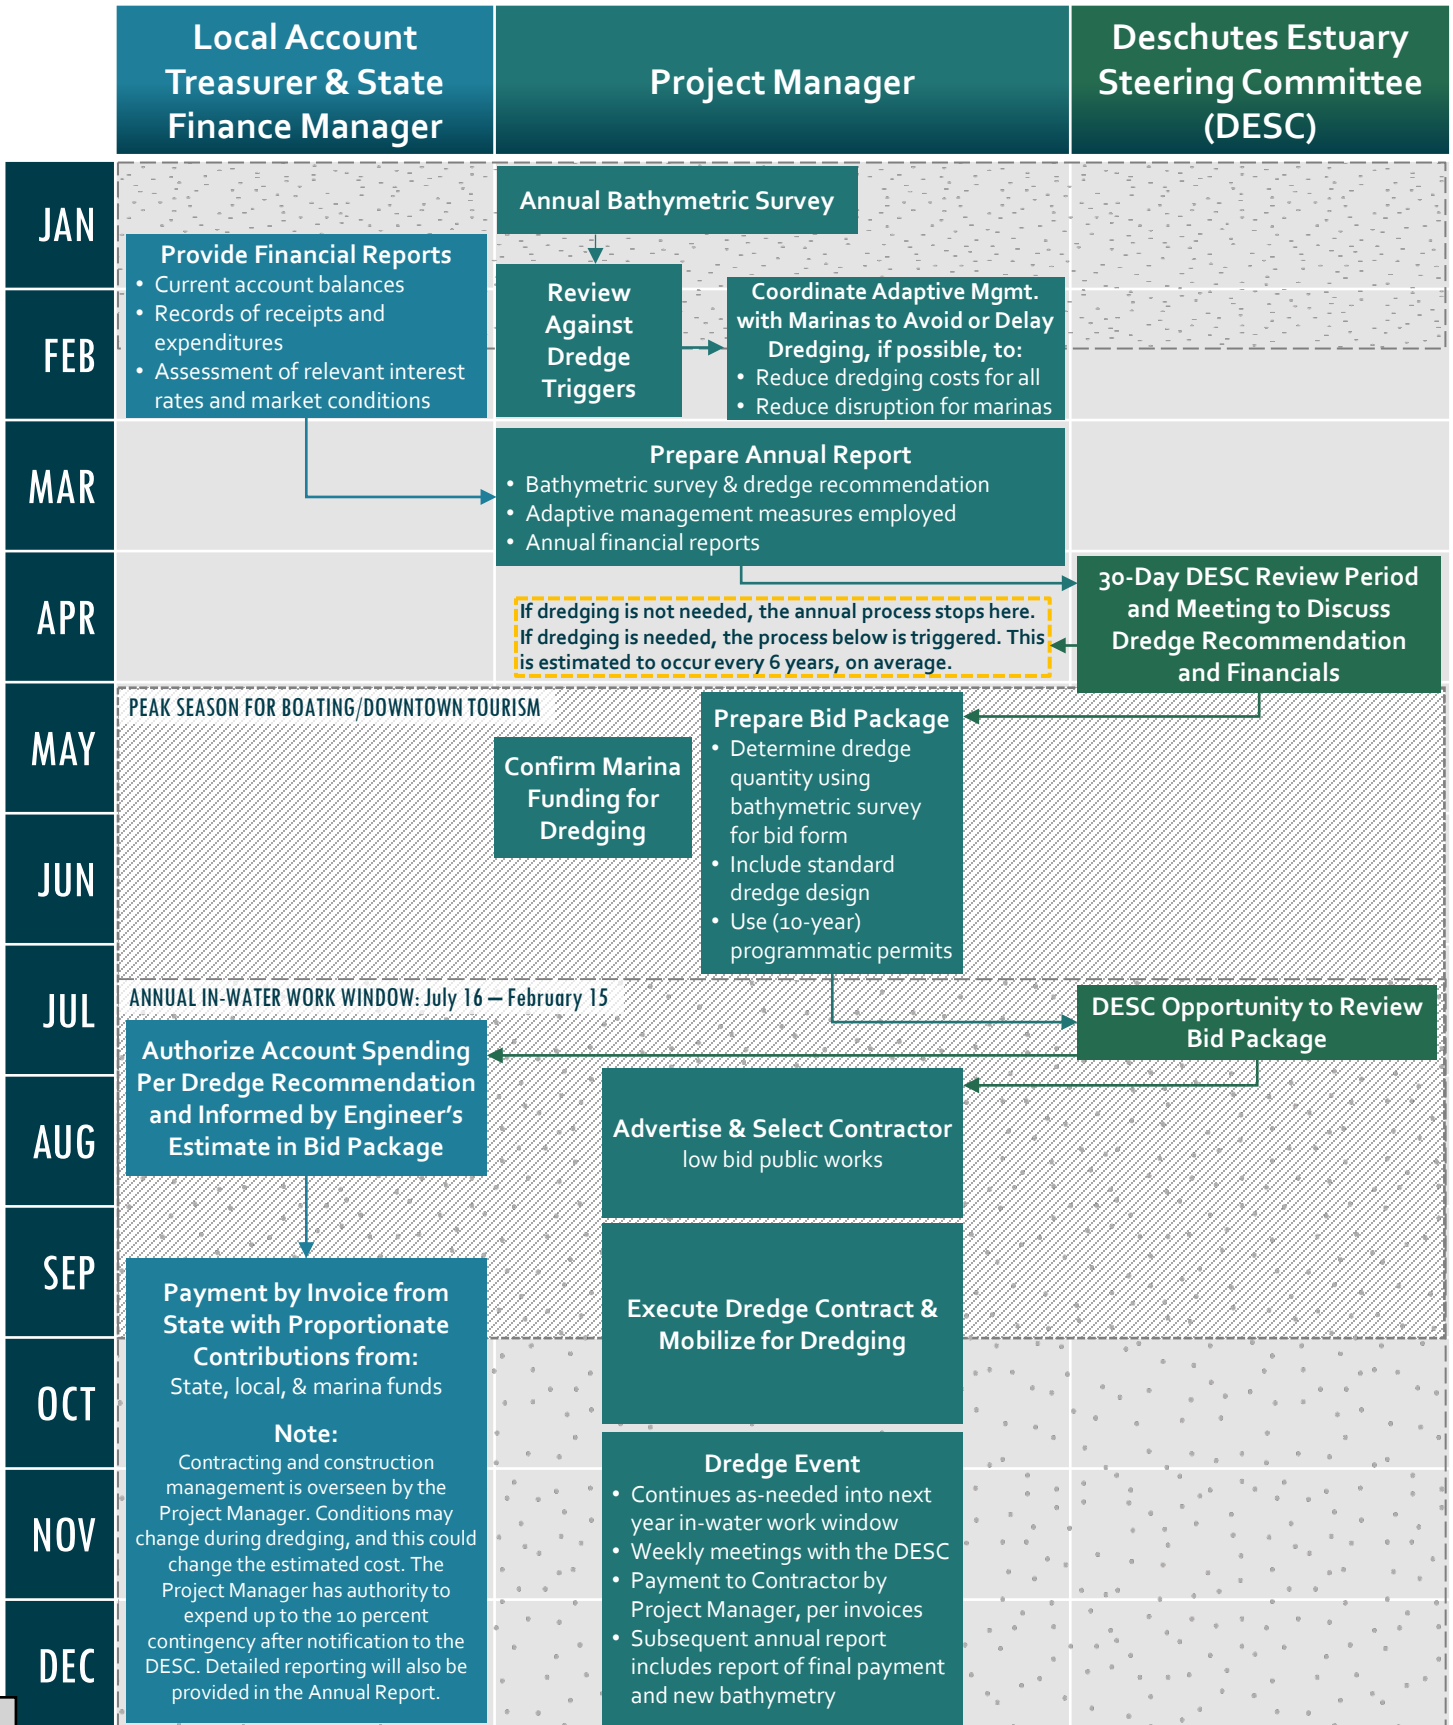 Local Account
Treasurer & State
Finance Manager
Project Manager
Deschutes Estuary
Steering Committee
(DESC)
JAN
Annual Bathymetric Survey
Provide Financial Reports
• Current account balances
• Records of receipts and
expenditures
• Assessment of relevant interest
rates and market conditions
Review
Against
Dredge
Triggers
Coordinate Adaptive Mgmt.
with Marinas to Avoid or Delay
Dredging, if possible, to:
• Reduce dredging costs for all
• Reduce disruption for marinas
FEB
MAR
Prepare Annual Report
• Bathymetric survey & dredge recommendation
• Adaptive management measures employed
• Annual financial reports
APR
30-Day DESC Review Period
and Meeting to Discuss
Dredge Recommendation
and Financials
If dredging is not needed, the annual process stops here.
If dredging is needed, the process below is triggered. This
is estimated to occur every 6 years, on average.
PEAK SEASON FOR BOATING/DOWNTOWN TOURISM
MAY
Confirm Marina
Funding for
Dredging
Prepare Bid Package
• Determine dredge
quantity using
bathymetric survey
for bid form
• Include standard
dredge design
• Use (10-year)
programmatic permits
JUN
JUL
ANNUAL IN-WATER WORK WINDOW: July 16 – February 15
DESC Opportunity to Review
Bid Package
Authorize Account Spending
Per Dredge Recommendation
and Informed by Engineer's
Estimate in Bid Package
AUG
Advertise & Select Contractor
low bid public works
SEP
Payment by Invoice from
State with Proportionate
Contributions from:
State, local, & marina funds
Note:
Contracting and construction
management is overseen by the
Project Manager. Conditions may
change during dredging, and this could
change the estimated cost. The
Project Manager has authority to
expend up to the 10 percent
contingency after notification to the
DESC. Detailed reporting will also be
provided in the Annual Report.
Execute Dredge Contract &
Mobilize for Dredging
OCT
Dredge Event
• Continues as-needed into next
year in-water work window
• Weekly meetings with the DESC
• Payment to Contractor by
Project Manager, per invoices
• Subsequent annual report
includes report of final payment
and new bathymetry
NOV
DEC